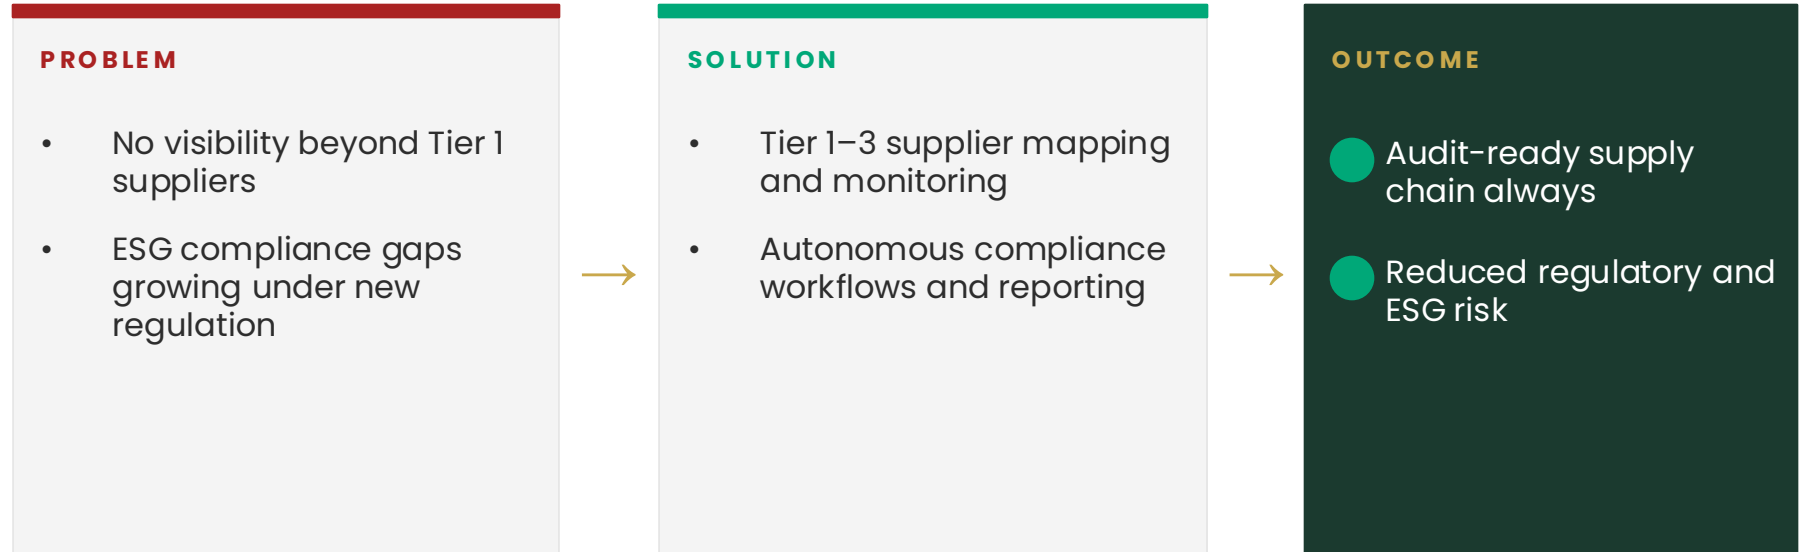 PROBLEM
• No visibility beyond Tier 1
suppliers
• ESG compliance gaps
growing under new
regulation
→
SOLUTION
• Tier 1–3 supplier mapping
and monitoring
• Autonomous compliance
workflows and reporting
→
OUTCOME
Audit-ready supply
chain always
Reduced regulatory and
ESG risk